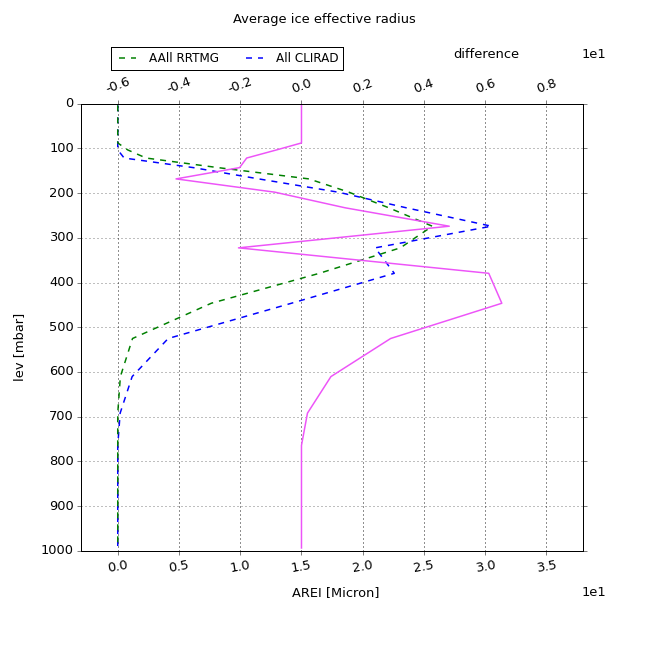 Average ice effective radius
AAll RRTMG All CLIRAD
difference 1e1
-0.6 -0.4 -0.2 0.0 0.2 0.4 0.6 0.8
0
100
200
300
400
500
600
700
800
900
1000
lev [mbar]
0.0 0.5 1.0 1.5 2.0 2.5 3.0 3.5
AREI [Micron] 1e1